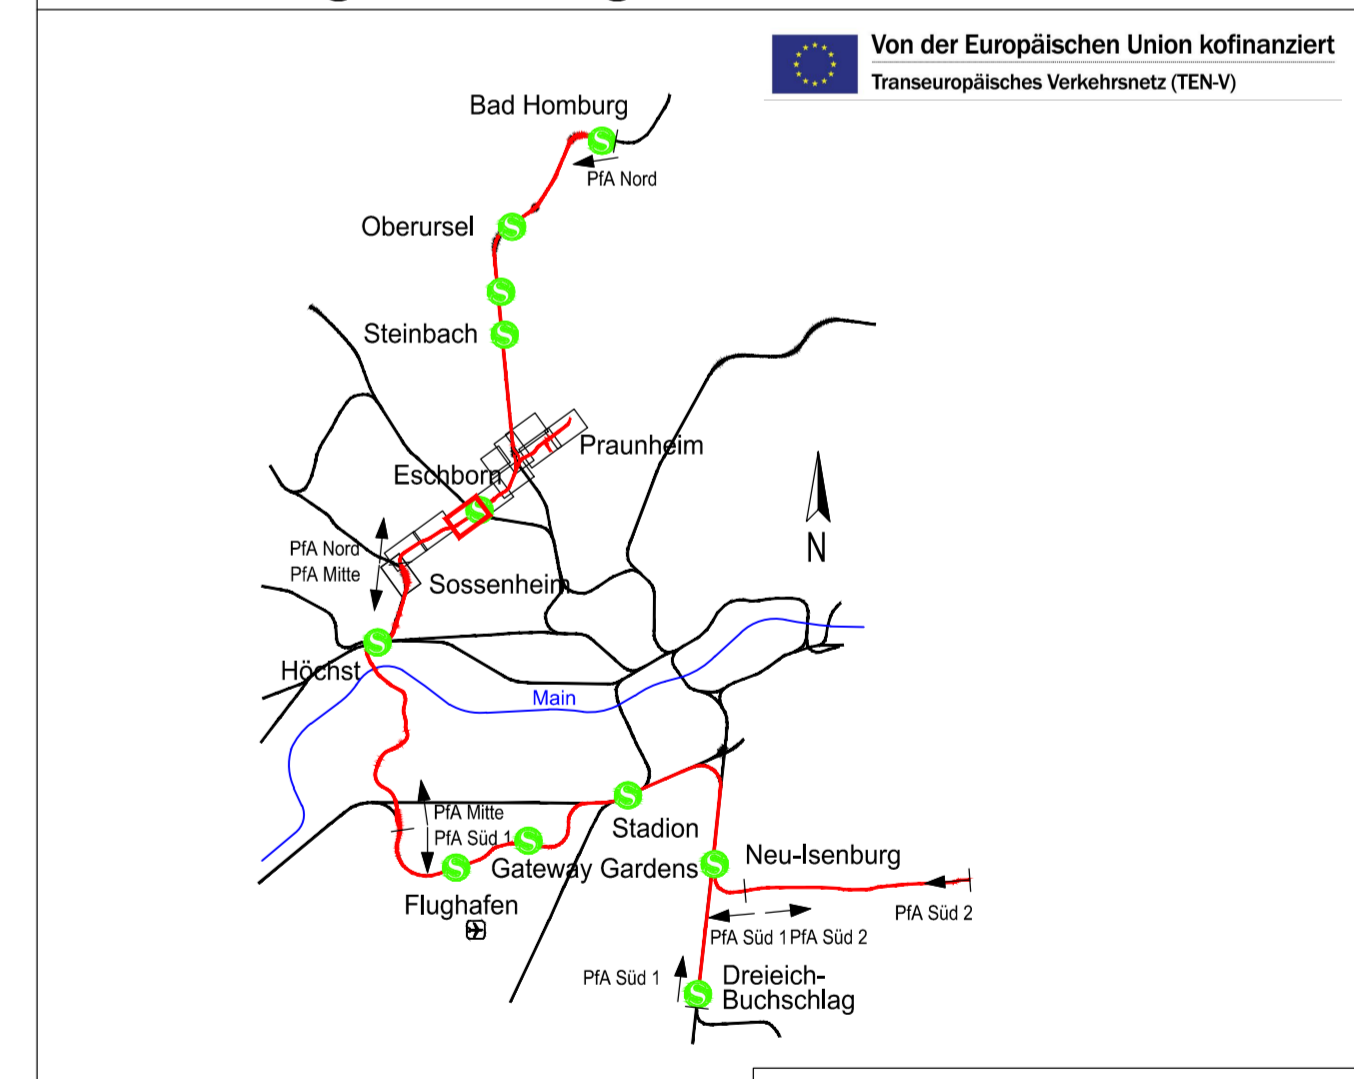 Von der Europäischen Union kofinanziert
Transeuropäisches Verkehrsnetz (TEN-V)
Bad Homburg
PfA Nord
Oberursel
Steinbach
Praunheim
Eschborn
N
PfA Nord
PfA Mitte
Sossenheim
Höchst
Main
PfA Mitte
PfA Süd 1
Stadion
Gateway Gardens
Neu-Isenburg
Flughafen
PfA Süd 2
PfA Süd 1 PfA Süd 2
PfA Süd 1
Dreieich-
Buchschlag